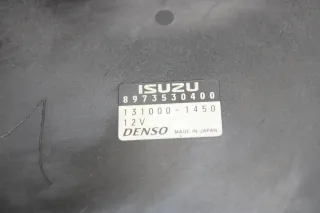 ISUZU
8973530400
131000-1450
12V
DENSO MADE IN JAPAN